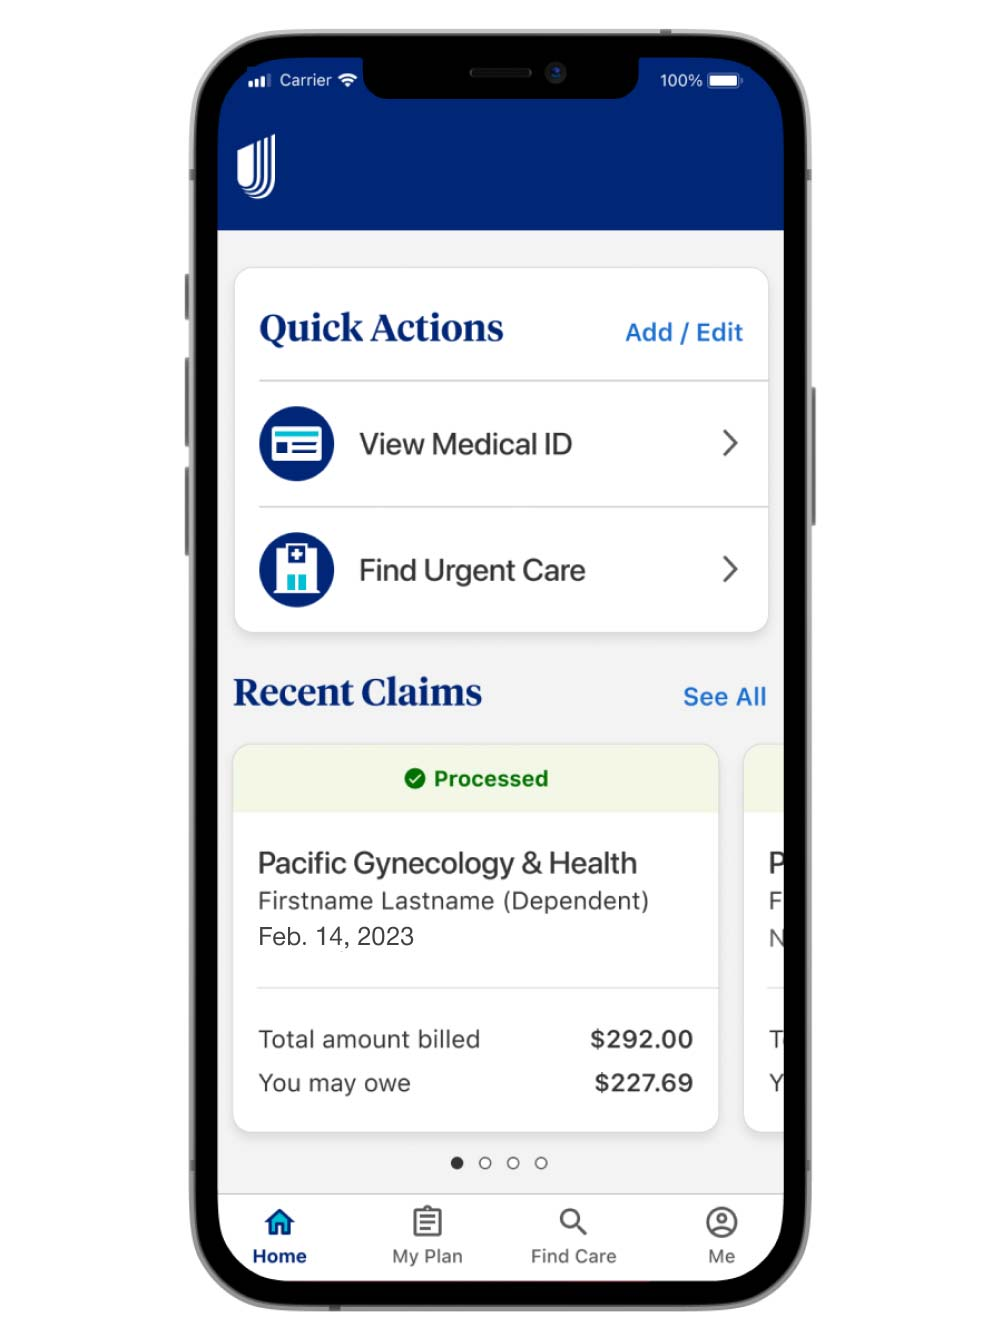 Carrier 100%
Quick Actions Add / Edit
View Medical ID
Find Urgent Care
Recent Claims See All
Processed
Pacific Gynecology & Health P
Firstname Lastname (Dependent) F
Feb. 14, 2023 N
Total amount billed $292.00 T
You may owe $227.69 Y
Home My Plan Find Care Me